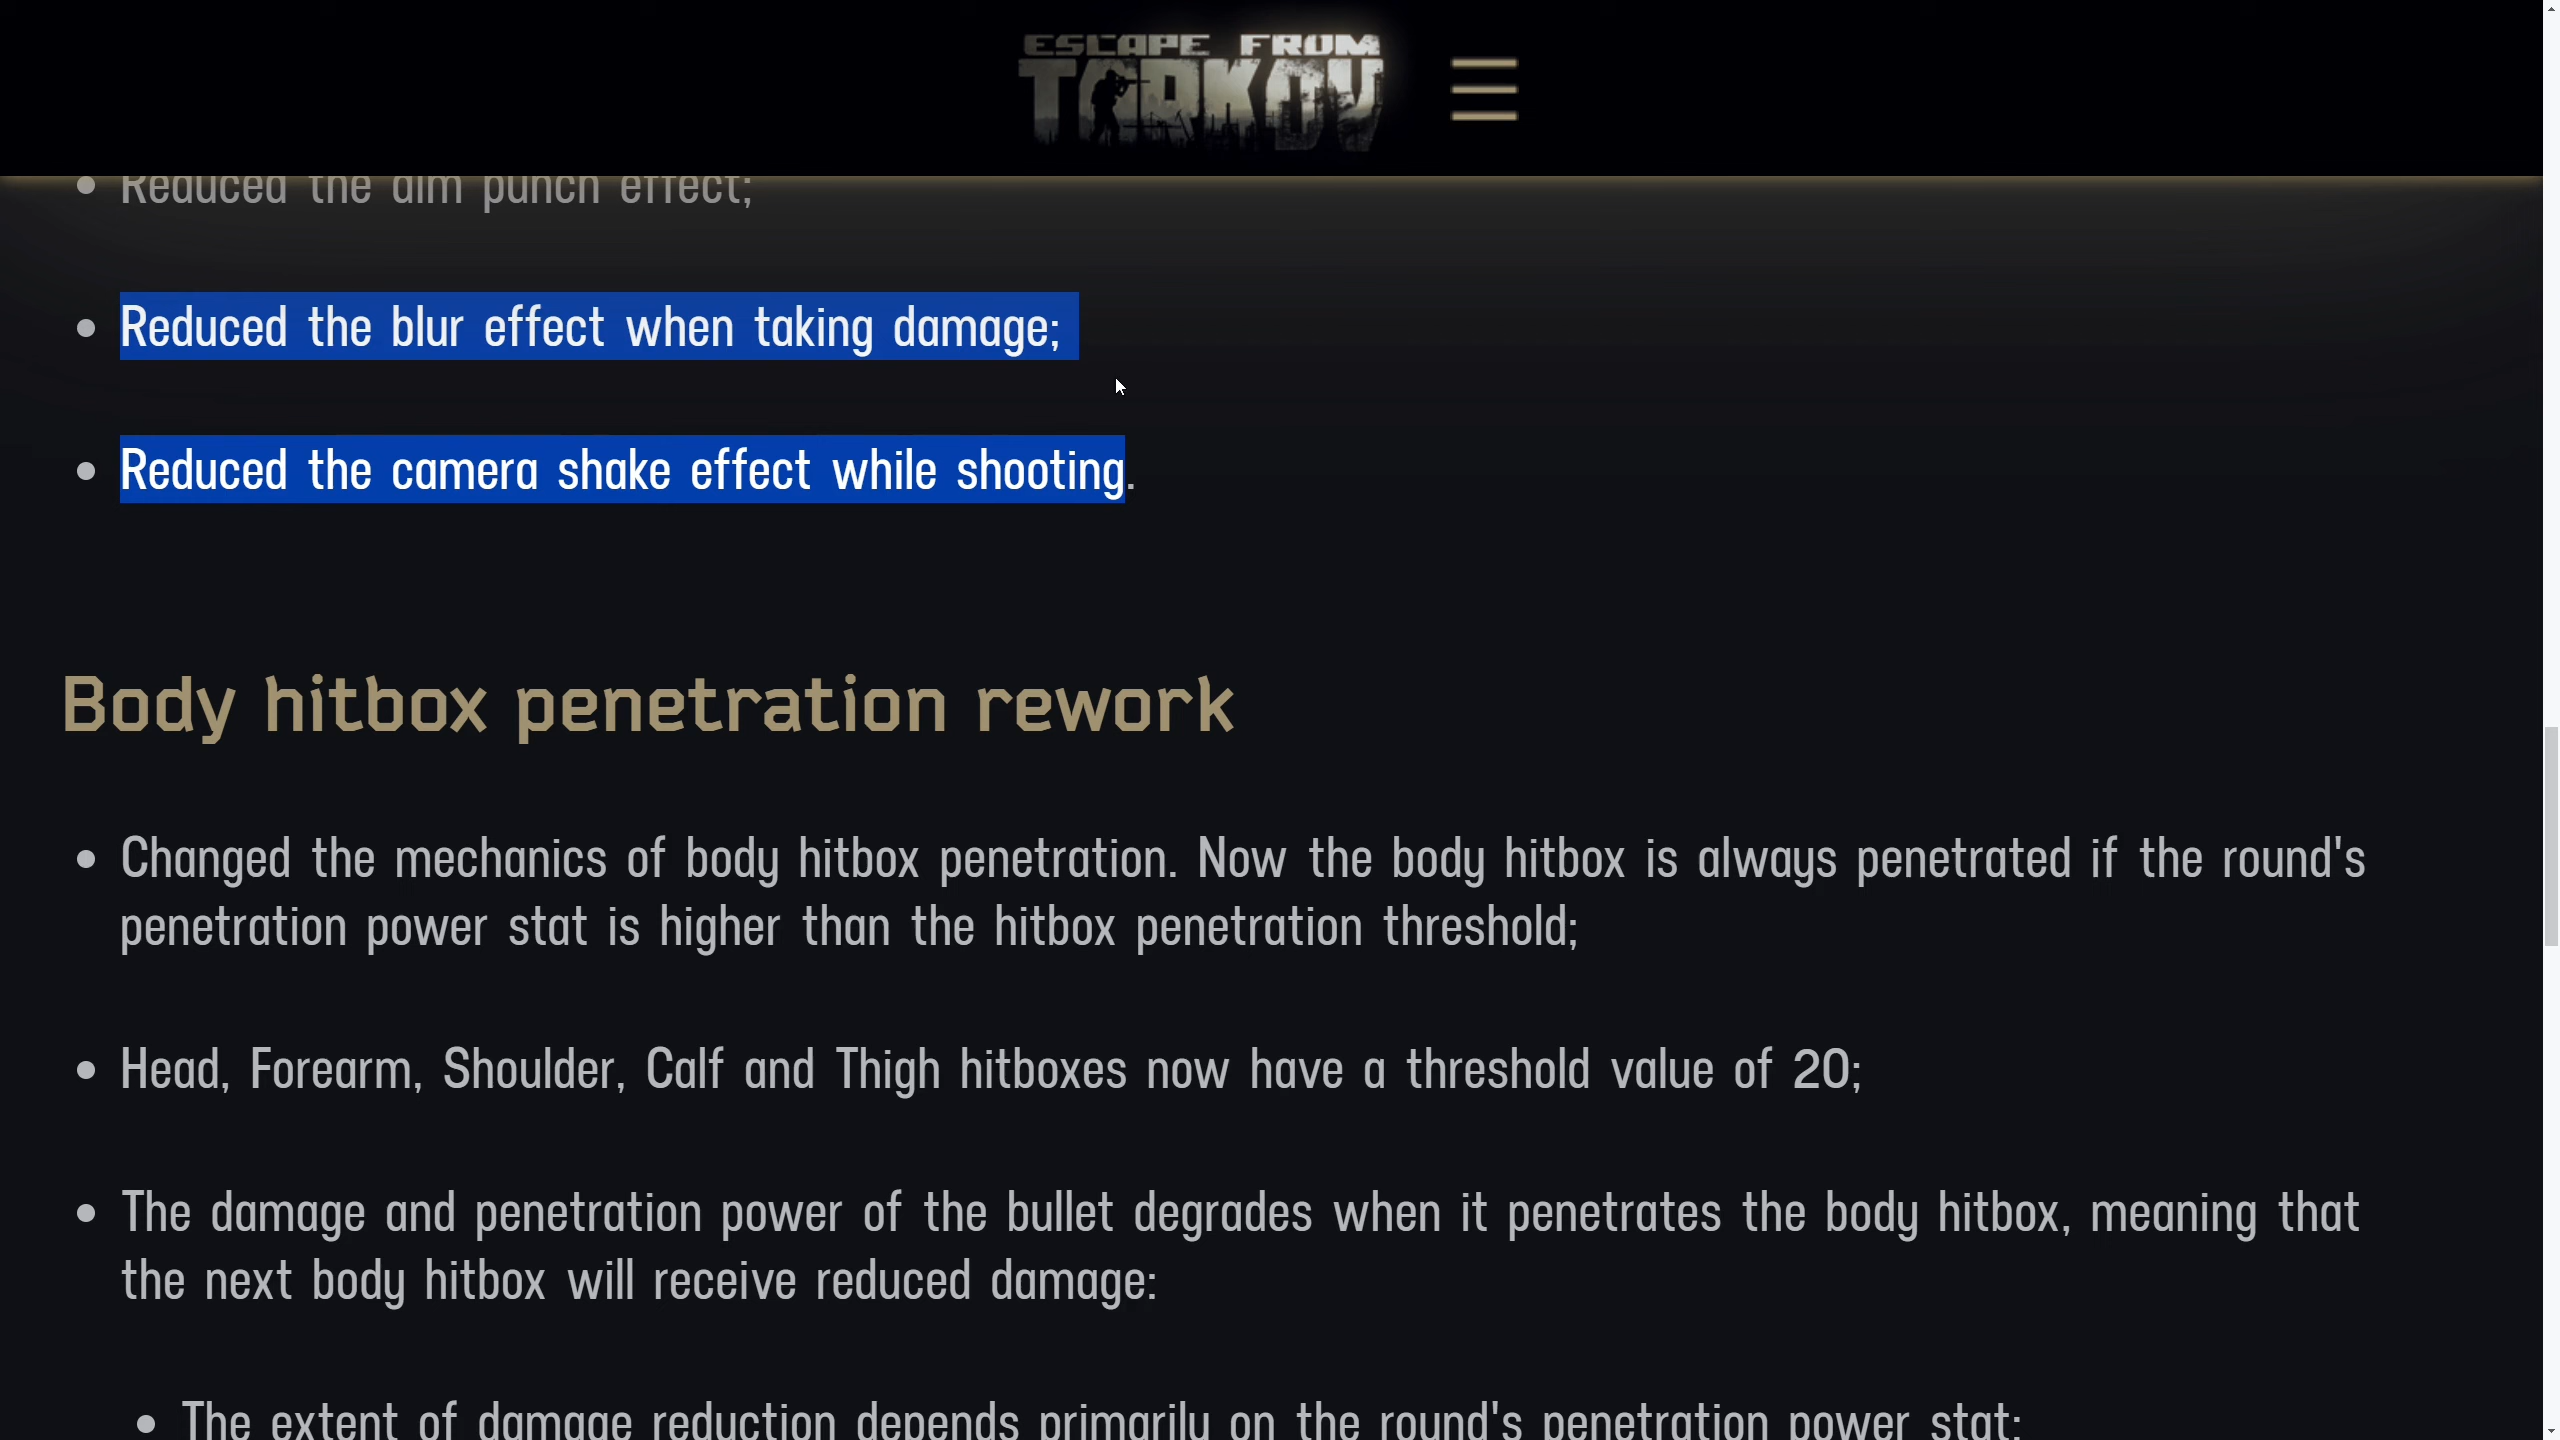 ESCAPE FROM
TARKOV
Reduced the aim punch effect;
Reduced the blur effect when taking damage;
Reduced the camera shake effect while shooting.
Body hitbox penetration rework
Changed the mechanics of body hitbox penetration. Now the body hitbox is always penetrated if the round's
penetration power stat is higher than the hitbox penetration threshold;
Head, Forearm, Shoulder, Calf and Thigh hitboxes now have a threshold value of 20;
The damage and penetration power of the bullet degrades when it penetrates the body hitbox, meaning that
the next body hitbox will receive reduced damage:
The extent of damage reduction depends primarily on the round's penetration power stat;